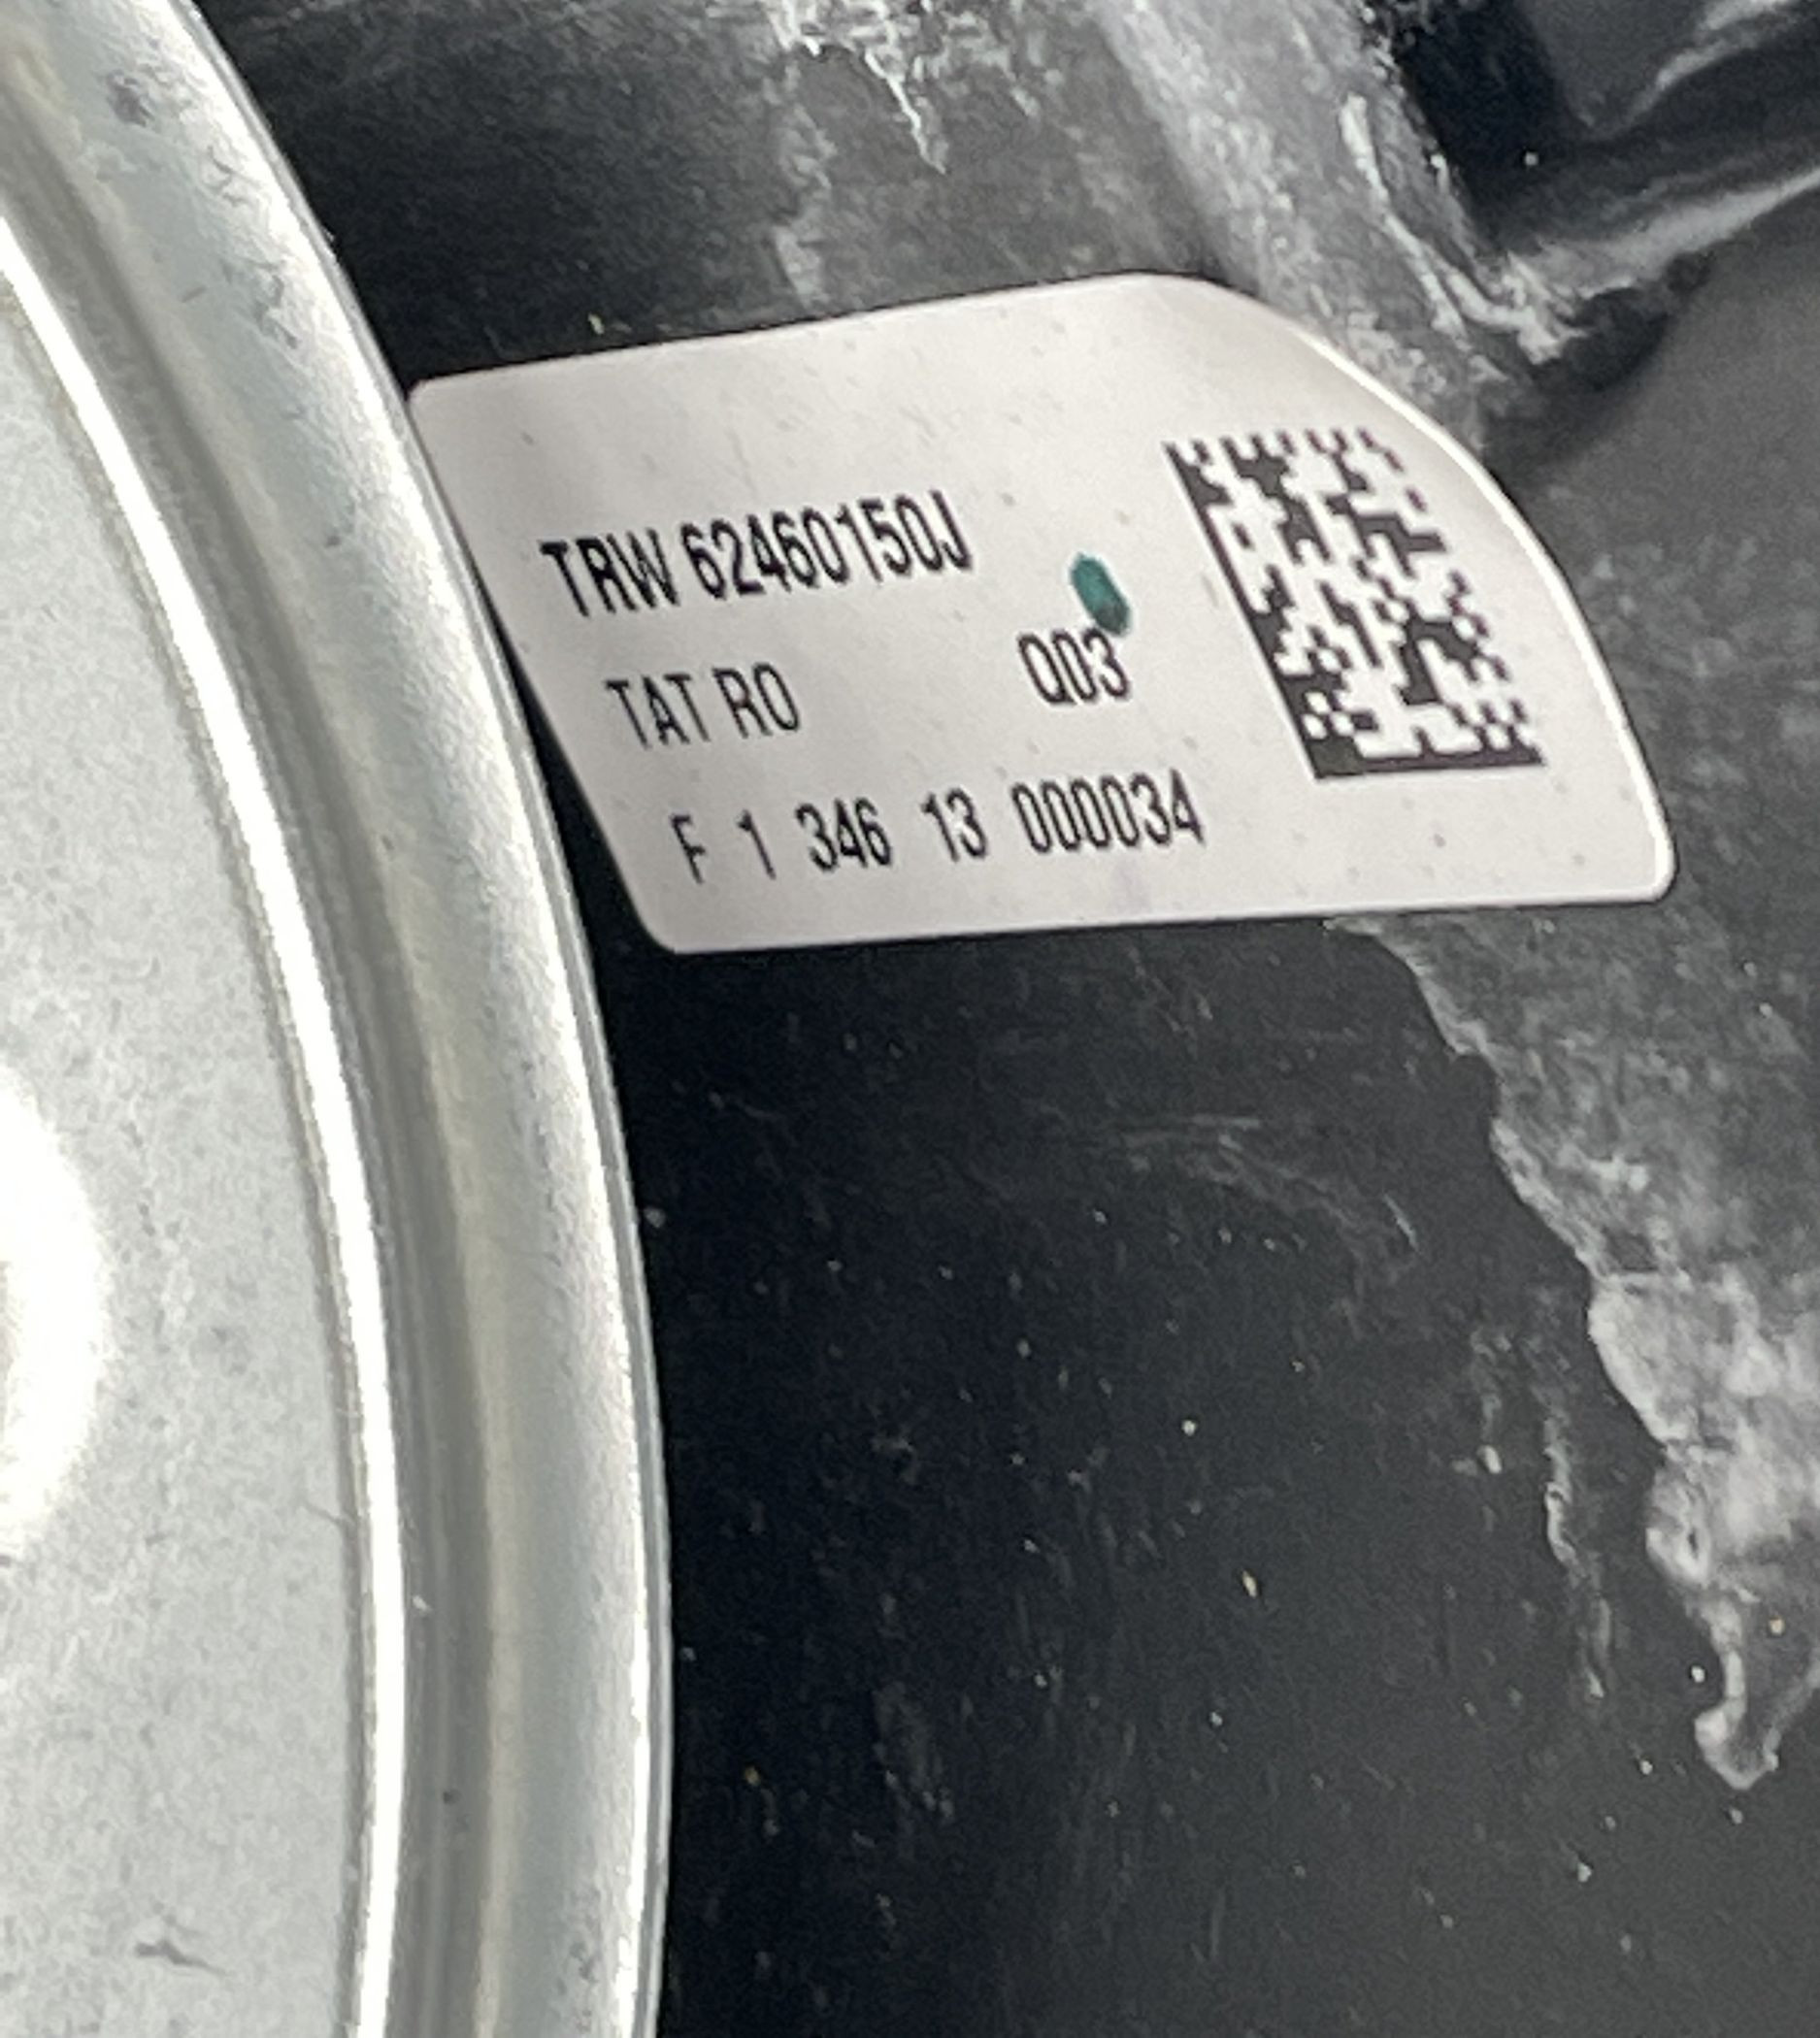 TRW 62460150J
TAT RO Q03
F 1 346 13 000034